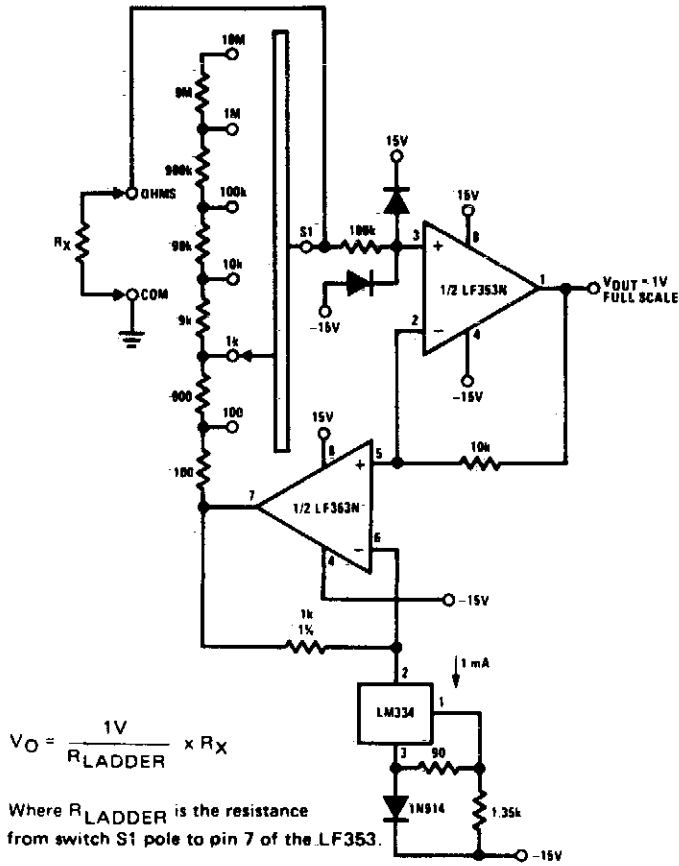 10M
9M
1M
900k
100k
OHMS
90k
RX
10k
COM
9k
1k
900
100
100
S1
100k
15V
-15V
3
+
2
−
15V
8
1/2 LF353N
1
4
-15V
VOUT = 1V
FULL SCALE
10k
15V
8
+
5
7
1/2 LF353N
−
6
4
-15V
1k
1%
2
1 mA
LM334
1
3
90
1N914
1.35k
-15V
VO = 1V / RLADDER × RX
Where RLADDER is the resistance
from switch S1 pole to pin 7 of the LF353.